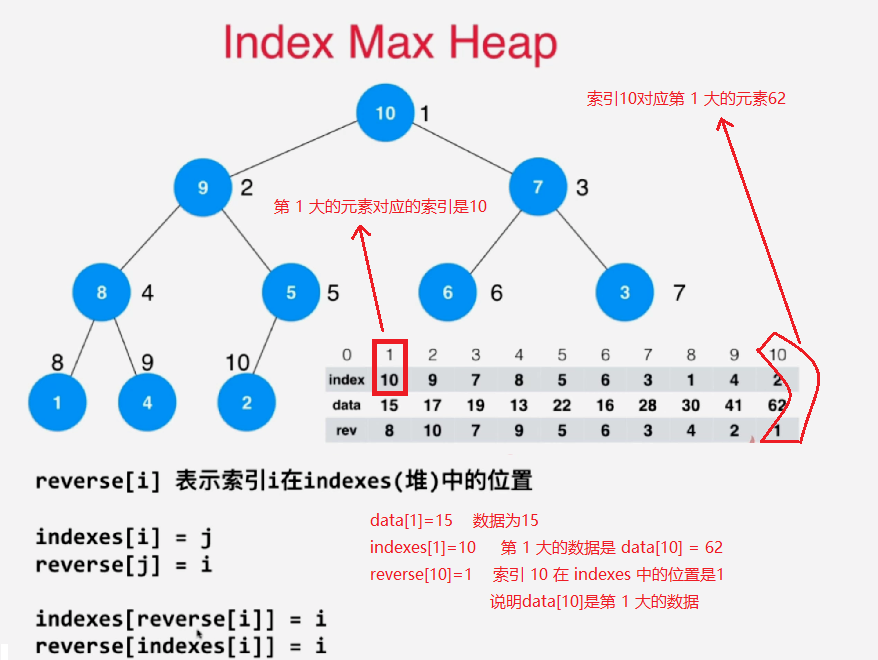 Index Max Heap
索引10对应第 1 大的元素62
10 1
9 2
7 3
第 1 大的元素对应的索引是10
8 4
5 5
6 6
3 7
8 9 10
1 4 2
0 1 2 3 4 5 6 7 8 9 10
index 10 9 7 8 5 6 3 1 4 2
data 15 17 19 13 22 16 28 30 41 62
rev 8 10 7 9 5 6 3 4 2 1
reverse[i] 表示索引i在indexes(堆)中的位置
data[1]=15 数据为15
indexes[i] = j
indexes[1]=10 第 1 大的数据是 data[10] = 62
reverse[j] = i
reverse[10]=1 索引 10 在 indexes 中的位置是1
说明data[10]是第 1 大的数据
indexes[reverse[i]] = i
reverse[indexes[i]] = i